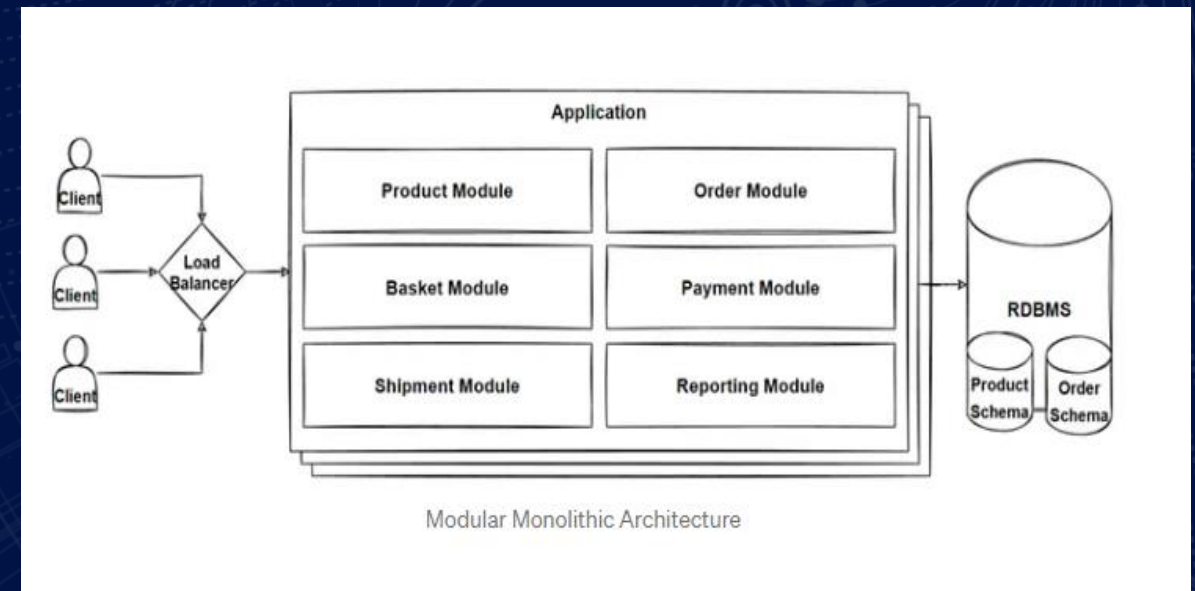 Application
Product Module
Order Module
Client
Load
Balancer
Basket Module
Payment Module
Client
RDBMS
Shipment Module
Reporting Module
Client
Product
Schema
Order
Schema
Modular Monolithic Architecture